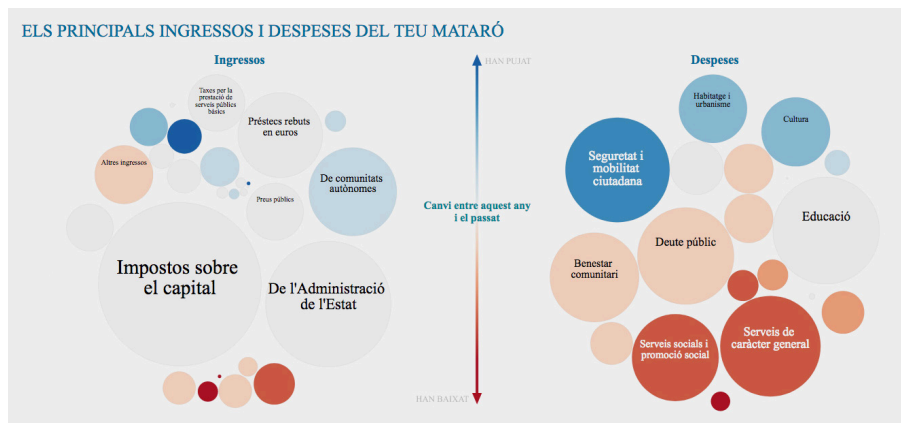 ELS PRINCIPALS INGRESSOS I DESPESES DEL TEU MATARÓ
Ingressos
HAN PUJAT
Despeses
Taxes per la
prestació de
serveis públics
bàsics
Préstecs rebuts
en euros
Altres ingressos
De comunitats
autònomes
Preus públics
Impostos sobre
el capital
De l'Administració
de l'Estat
Canvi entre aquest any
i el passat
HAN BAIXAT
Habitatge i
urbanisme
Cultura
Seguretat i
mobilitat
ciutadana
Educació
Deute públic
Benestar
comunitari
Serveis socials i
promoció social
Serveis de
caràcter general